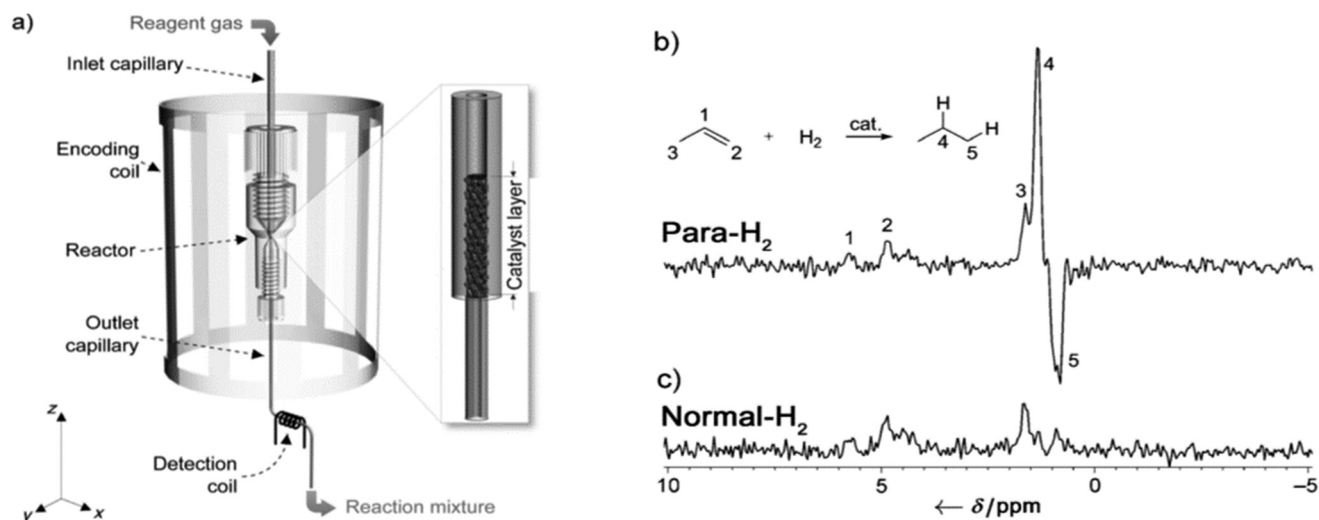 a)
Reagent gas
Inlet capillary
Encoding
coil
Reactor
Outlet
capillary
Detection
coil
Reaction mixture
Catalyst layer
z
y
x
b)
1
2
3
+ H2
cat.
H
H
4
5
Para-H2
1
2
3
4
5
c)
Normal-H2
10 5 0 –5
← δ/ppm